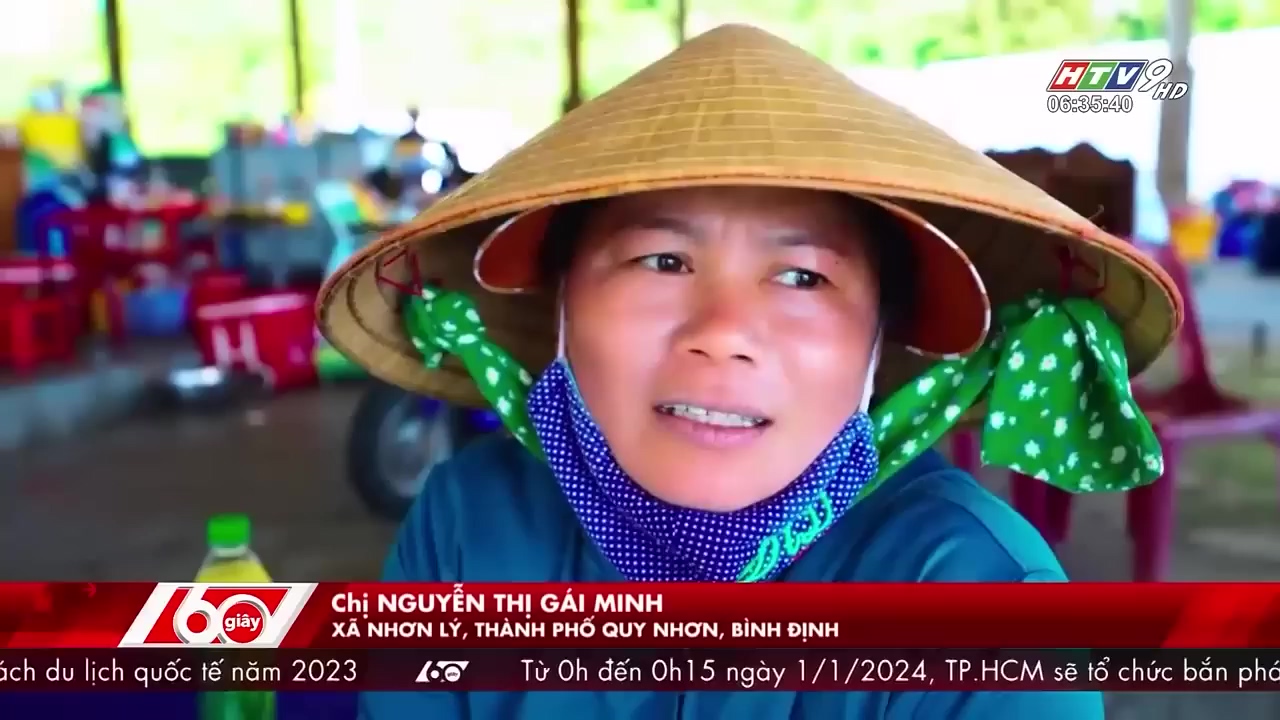 HTV9 HD
06:35:40
60 giây
Chị NGUYỄN THỊ GÁI MINH
XÃ NHƠN LÝ, THÀNH PHỐ QUY NHƠN, BÌNH ĐỊNH
ách du lịch quốc tế năm 2023 60 giây Từ 0h đến 0h15 ngày 1/1/2024, TP.HCM sẽ tổ chức bắn phá